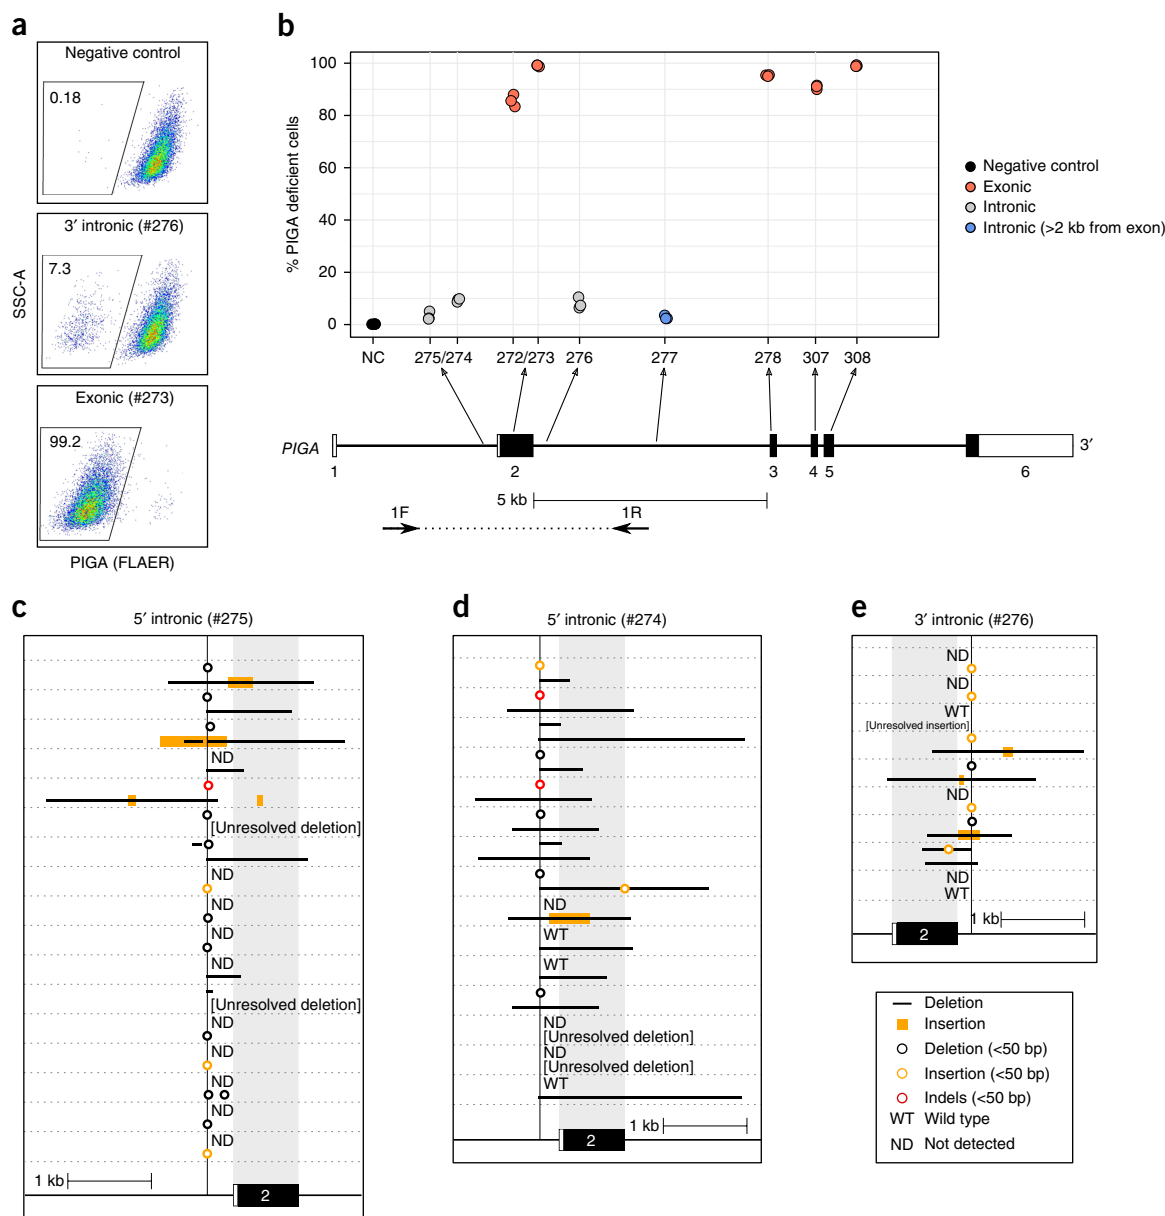 a
Negative control
0.18
3′ intronic (#276)
7.3
Exonic (#273)
99.2
SSC-A
PIGA (FLAER)
b
% PIGA deficient cells
100
80
60
40
20
0
NC
275/274
272/273
276
277
278
307
308
Negative control
Exonic
Intronic
Intronic (>2 kb from exon)
PIGA
3′
1
2
3
4
5
6
5 kb
1F
1R
c
5′ intronic (#275)
ND
[Unresolved deletion]
ND
ND
ND
ND
[Unresolved deletion]
ND
ND
ND
ND
ND
1 kb
2
d
5′ intronic (#274)
ND
WT
WT
ND
[Unresolved deletion]
ND
[Unresolved deletion]
WT
1 kb
2
e
3′ intronic (#276)
ND
ND
WT
[Unresolved insertion]
ND
ND
WT
1 kb
2
Deletion
Insertion
Deletion (<50 bp)
Insertion (<50 bp)
Indels (<50 bp)
WT Wild type
ND Not detected